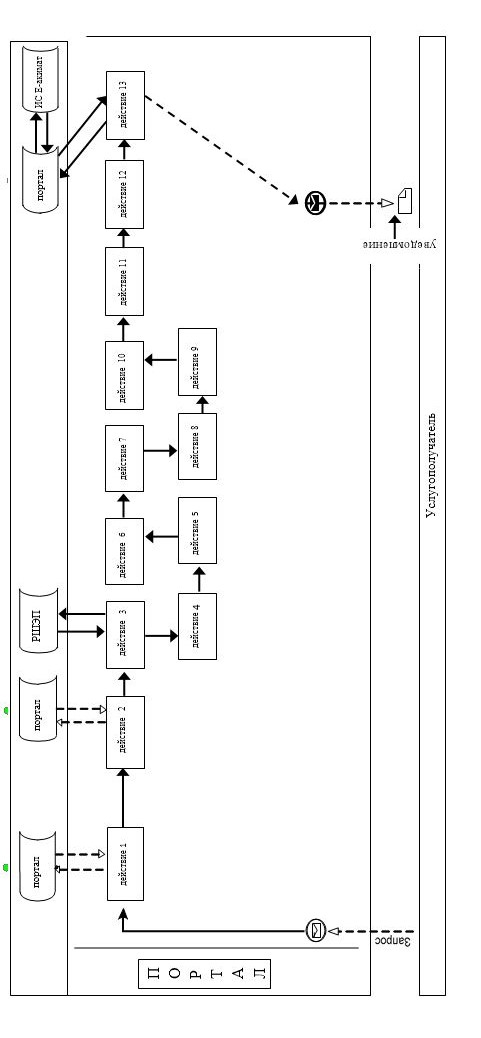 ИС Е-акимат
портал
РШЭП
портал
портал
действие 13
действие 12
действие 11
действие 10
действие 9
действие 7
действие 8
действие 6
действие 5
действие 3
действие 4
действие 2
действие 1
уведомление
Услугополучатель
Запрос
ПОРТАЛ